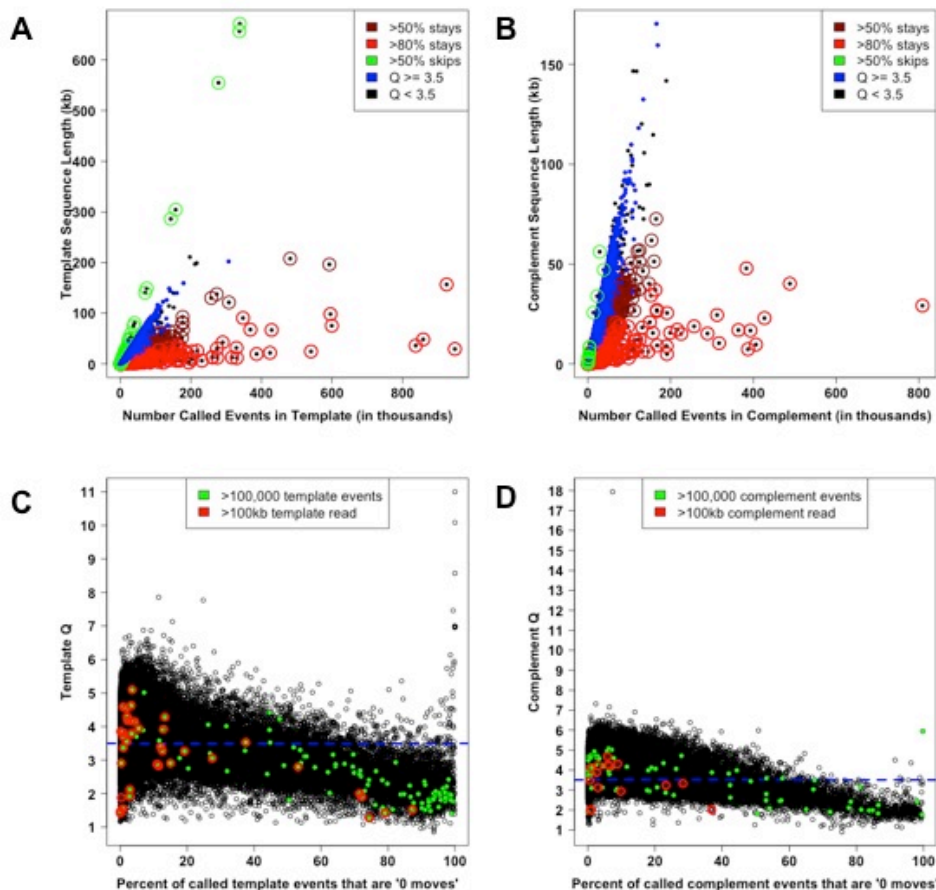 A
Template Sequence Length (kb)
600
500
400
300
200
100
0
>50% stays
>80% stays
>50% skips
Q >= 3.5
Q < 3.5
0
200
400
600
800
Number Called Events in Template (in thousands)
B
Complement Sequence Length (kb)
150
100
50
0
>50% stays
>80% stays
>50% skips
Q >= 3.5
Q < 3.5
0
200
400
600
800
Number Called Events in Complement (in thousands)
C
Template Q
11
10
9
8
7
6
5
4
3
2
1
>100,000 template events
>100kb template read
0
20
40
60
80
100
Percent of called template events that are '0 moves'
D
Complement Q
18
17
16
15
14
13
12
11
10
9
8
7
6
5
4
3
2
1
>100,000 complement events
>100kb complement read
0
20
40
60
80
100
Percent of called complement events that are '0 moves'